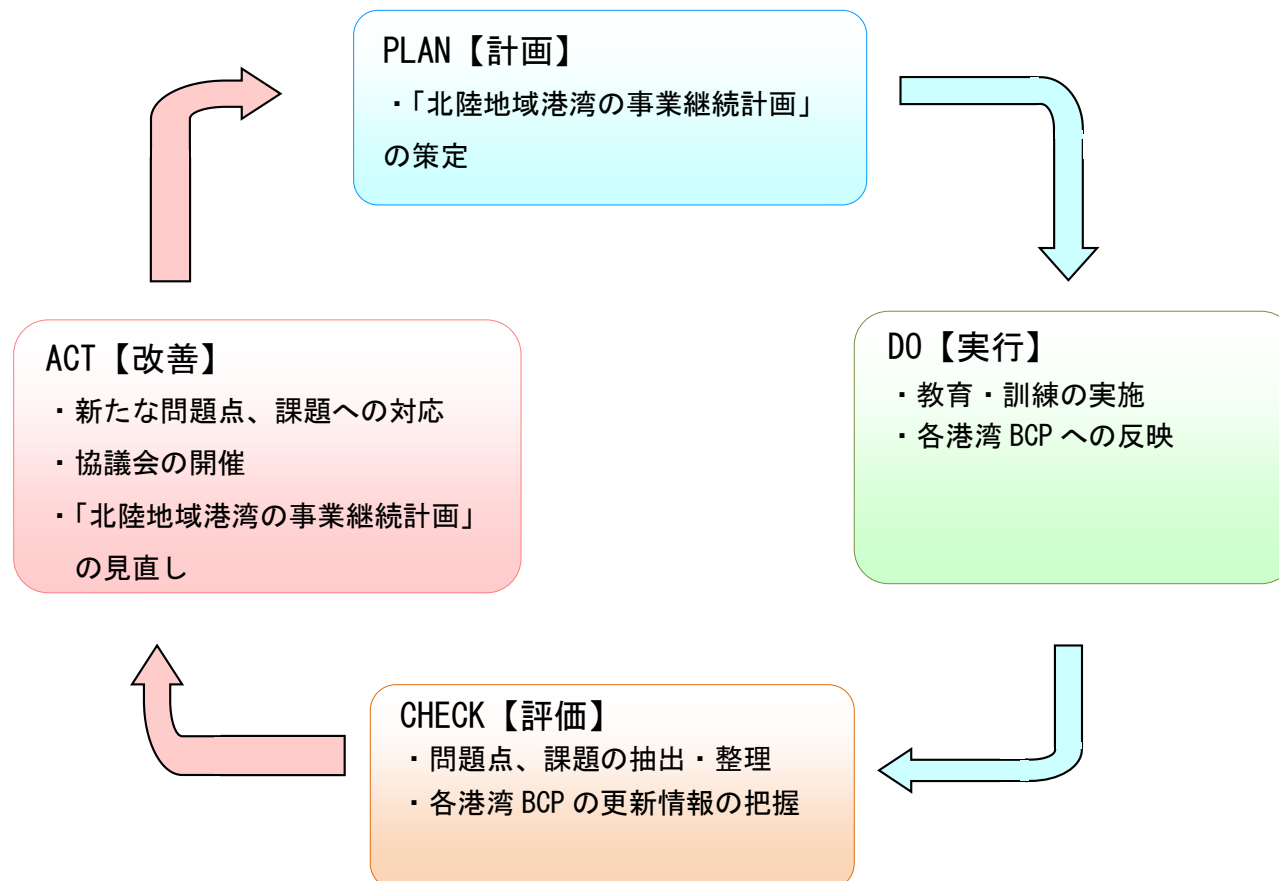 PLAN【計画】
・「北陸地域港湾の事業継続計画」
の策定
DO【実行】
・教育・訓練の実施
・各港湾 BCP への反映
CHECK【評価】
・問題点、課題の抽出・整理
・各港湾 BCP の更新情報の把握
ACT【改善】
・新たな問題点、課題への対応
・協議会の開催
・「北陸地域港湾の事業継続計画」
の見直し